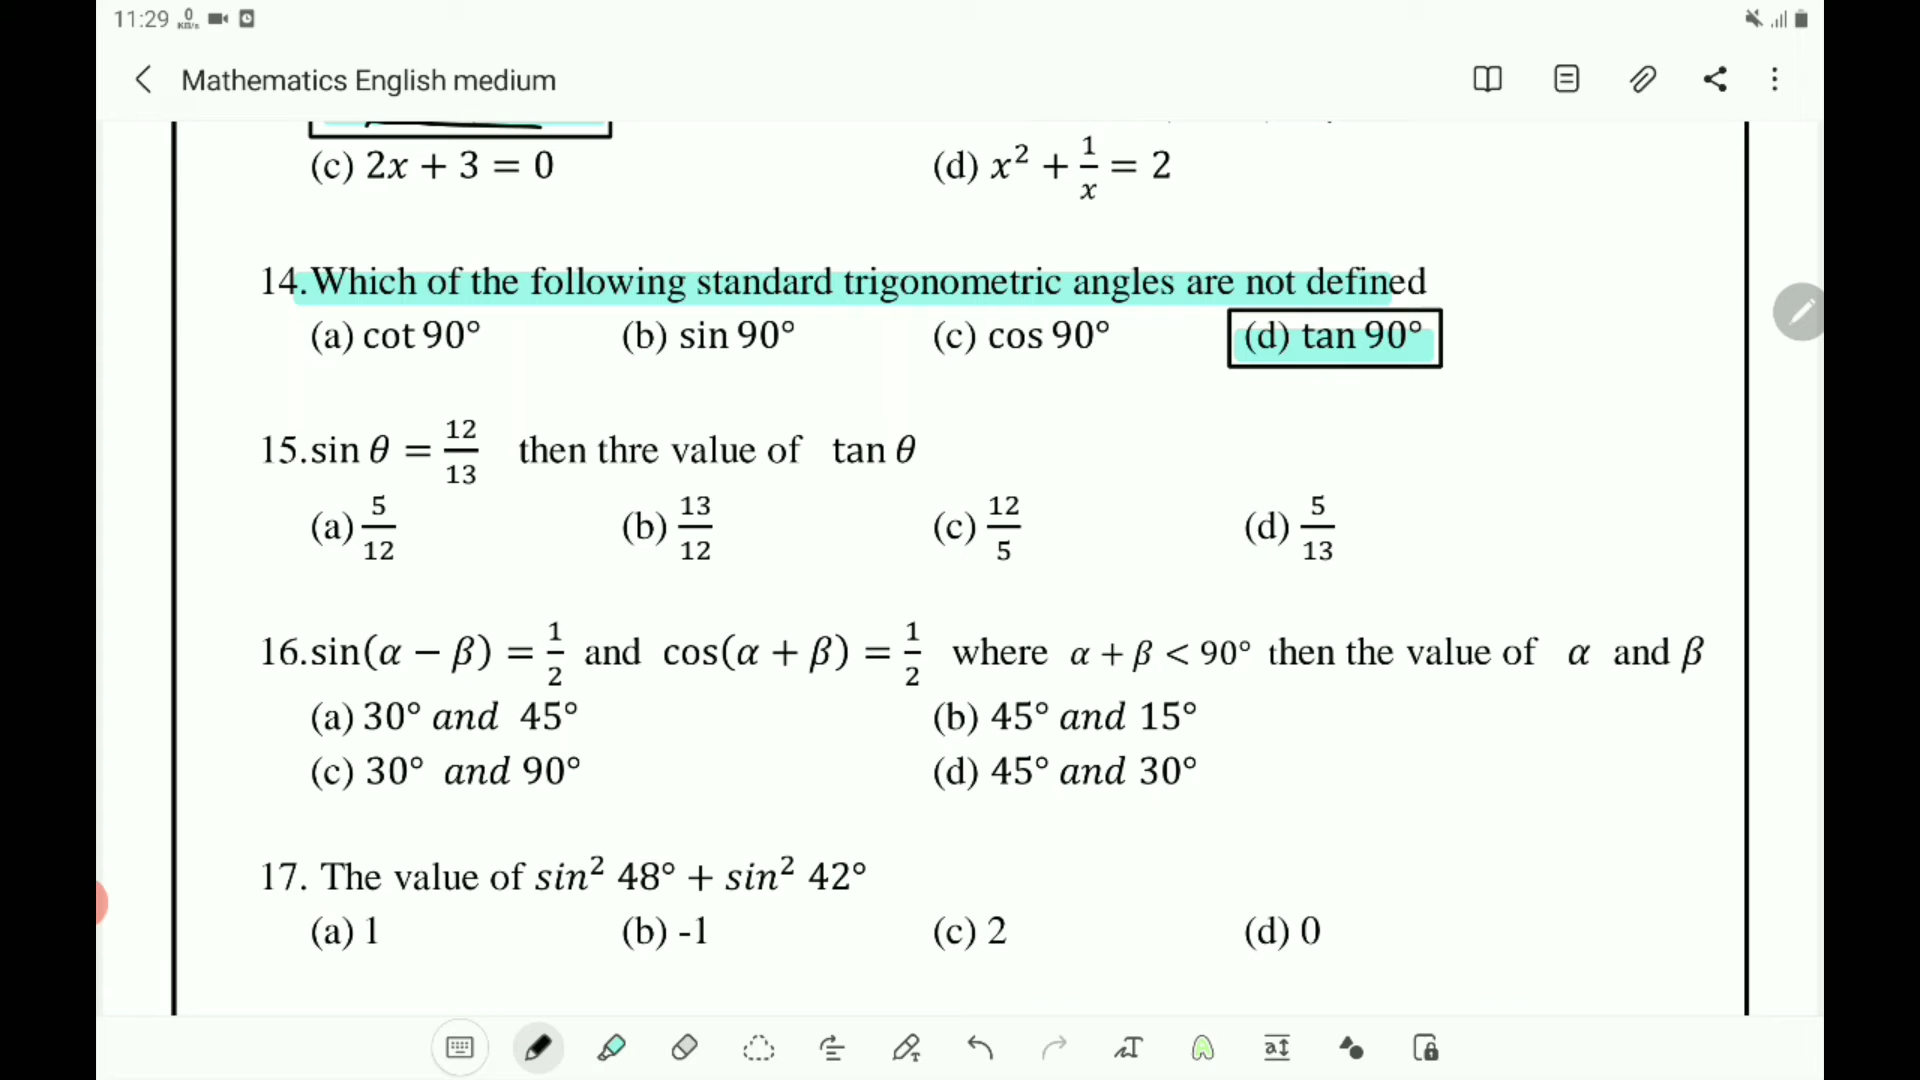 11:29 0 KB/s
Mathematics English medium
(c) 2x + 3 = 0 (d) x² + 1/x = 2
14.Which of the following standard trigonometric angles are not defined
(a) cot 90° (b) sin 90° (c) cos 90° (d) tan 90°
15.sin θ = 12/13 then thre value of tan θ
(a) 5/12 (b) 13/12 (c) 12/5 (d) 5/13
16.sin(α − β) = 1/2 and cos(α + β) = 1/2 where α + β < 90° then the value of α and β
(a) 30° and 45° (b) 45° and 15°
(c) 30° and 90° (d) 45° and 30°
17. The value of sin² 48° + sin² 42°
(a) 1 (b) -1 (c) 2 (d) 0